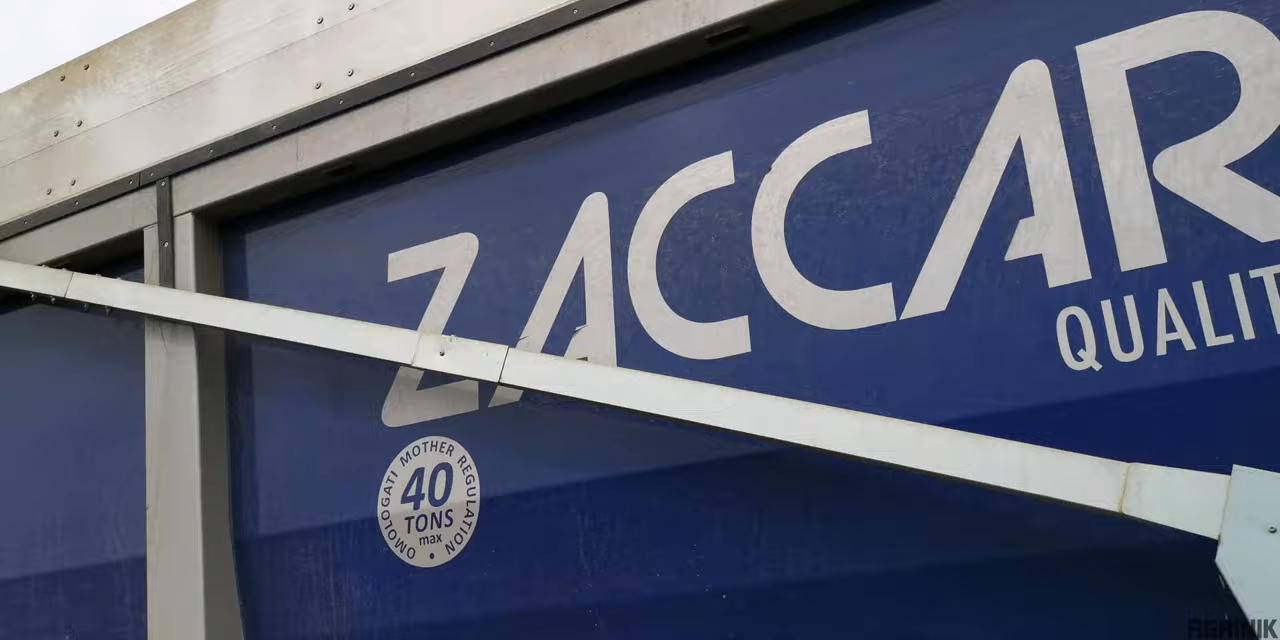 ZACCAR
QUALIT
OMOLOGATI MOTHER REGULATION
40
TONS
max